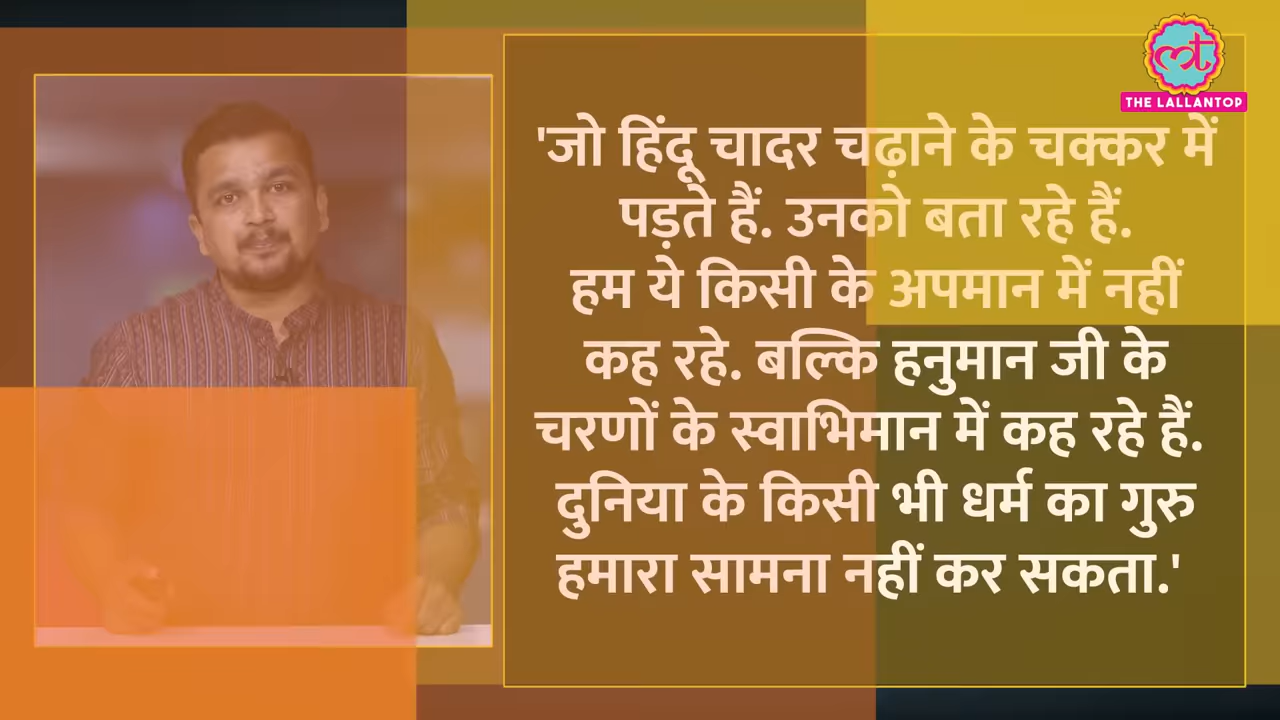 THE LALLANTOP
'जो हिंदू चादर चढ़ाने के चक्कर में
पड़ते हैं. उनको बता रहे हैं.
हम ये किसी के अपमान में नहीं
कह रहे. बल्कि हनुमान जी के
चरणों के स्वाभिमान में कह रहे हैं.
दुनिया के किसी भी धर्म का गुरु
हमारा सामना नहीं कर सकता.'